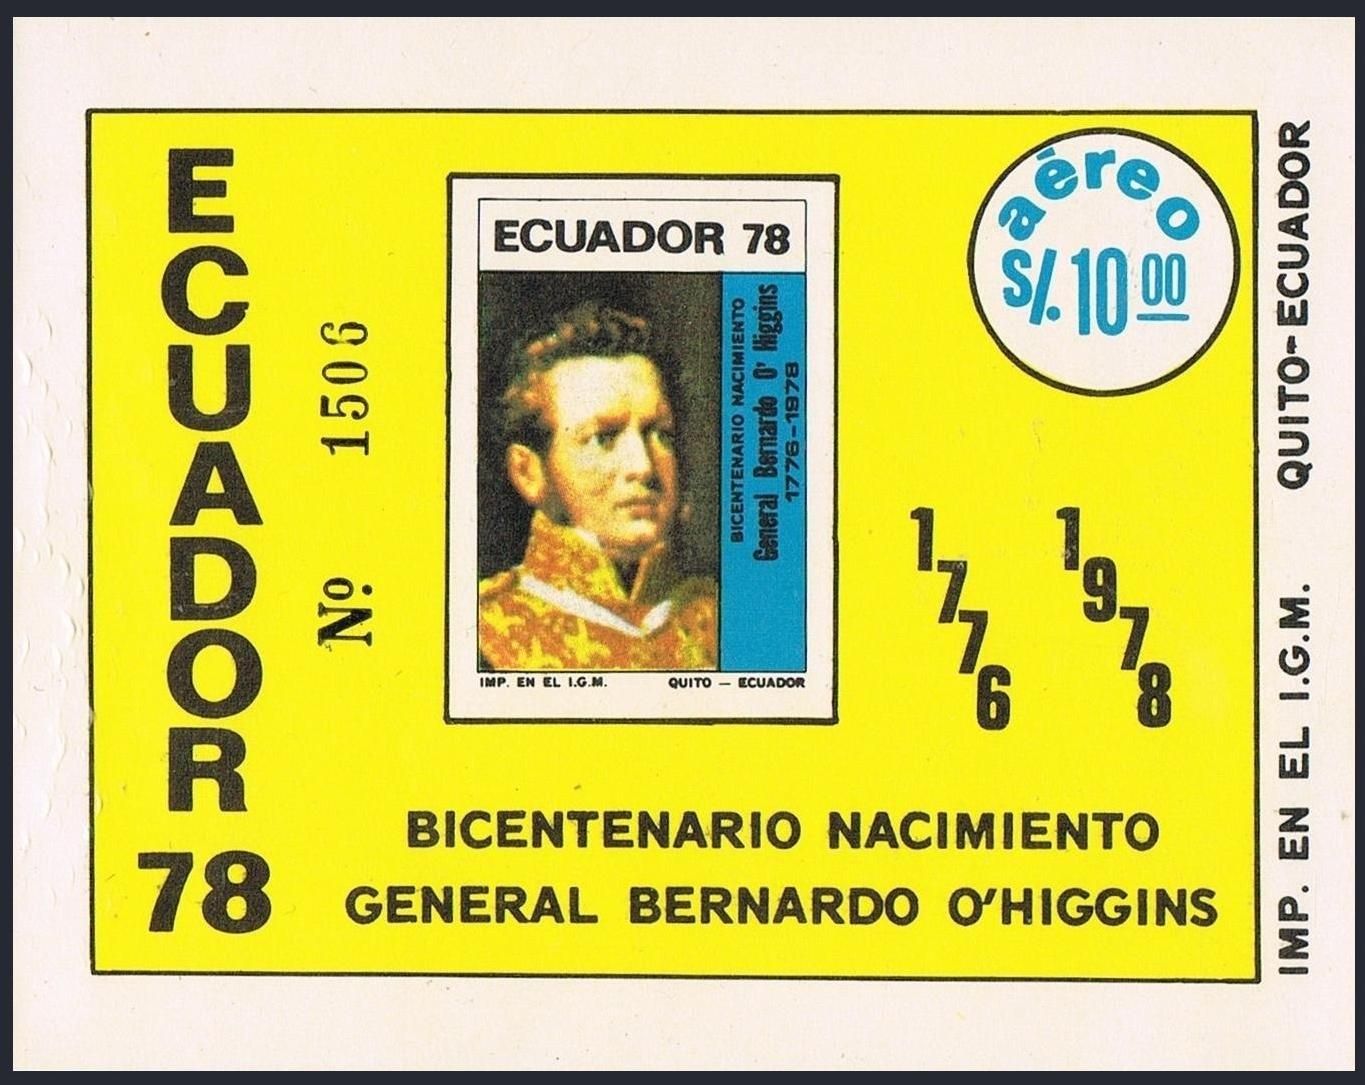 ECUADOR
78
Nº. 1506
ECUADOR 78
BICENTENARIO NACIMIENTO
General Bernardo O' Higgins
1776-1978
IMP. EN EL I.G.M. QUITO — ECUADOR
aéreo
S/. 10 00
1776 1978
BICENTENARIO NACIMIENTO
GENERAL BERNARDO O'HIGGINS
IMP. EN EL I.G.M. QUITO-ECUADOR